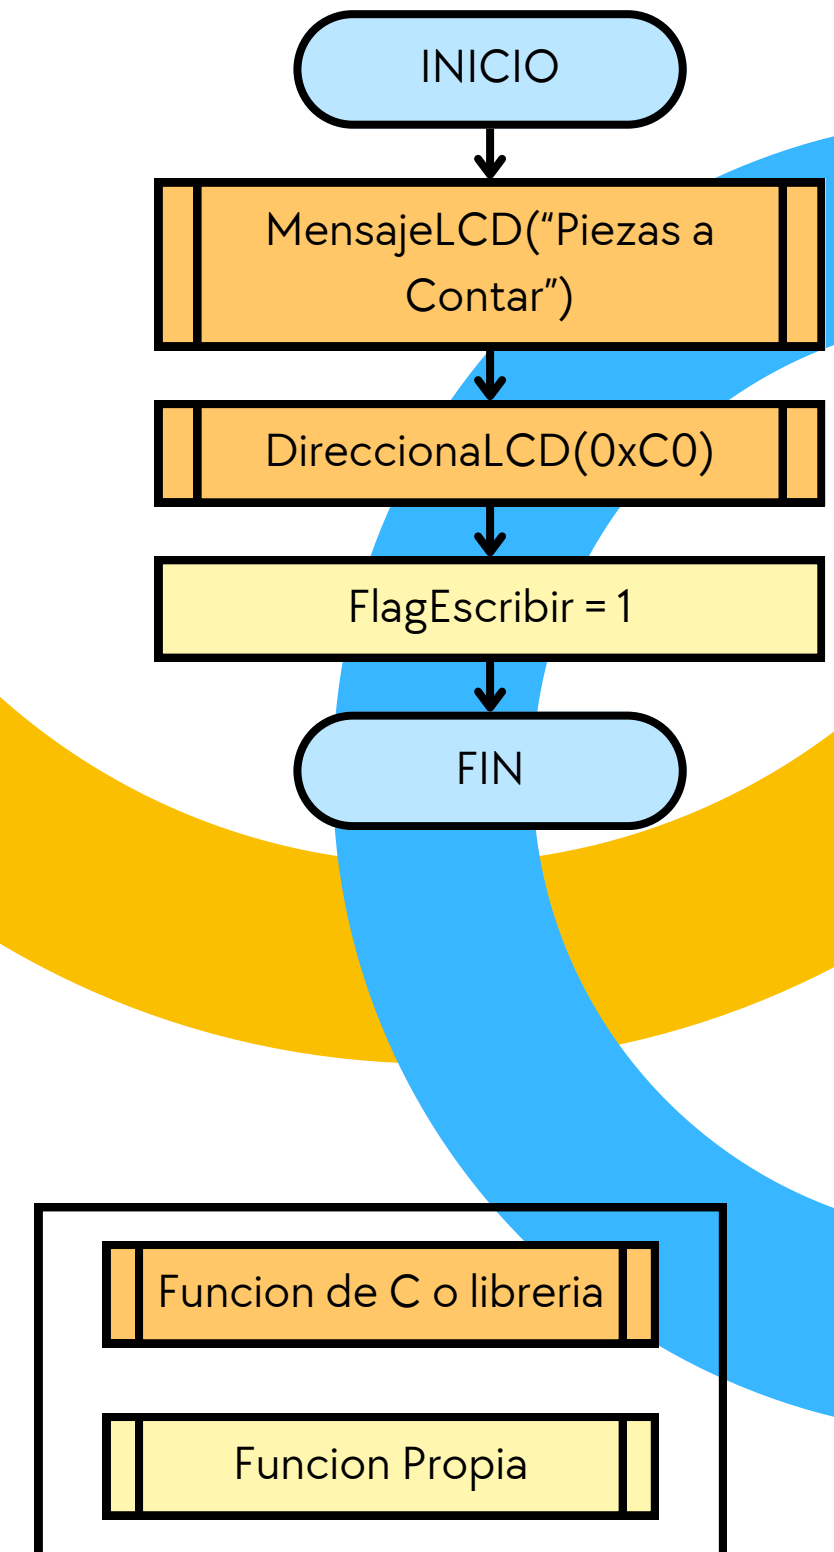 INICIO
MensajeLCD("Piezas a
Contar")
DireccionaLCD(0xC0)
FlagEscribir = 1
FIN
Funcion de C o libreria
Funcion Propia